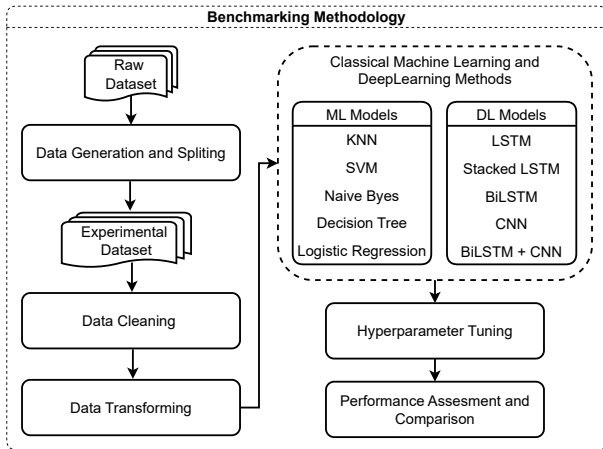 Benchmarking Methodology
Raw
Dataset
Data Generation and Spliting
Experimental
Dataset
Data Cleaning
Data Transforming
Classical Machine Learning and
DeepLearning Methods
ML Models
KNN
SVM
Naive Byes
Decision Tree
Logistic Regression
DL Models
LSTM
Stacked LSTM
BiLSTM
CNN
BiLSTM + CNN
Hyperparameter Tuning
Performance Assesment and
Comparison